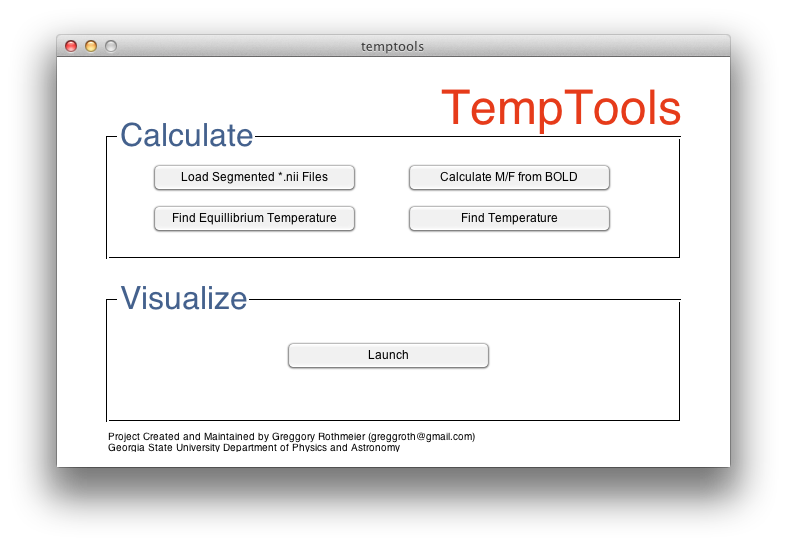 temptools
TempTools
Calculate
Load Segmented *.nii Files
Calculate M/F from BOLD
Find Equillibrium Temperature
Find Temperature
Visualize
Launch
Project Created and Maintained by Greggory Rothmeier (greggroth@gmail.com)
Georgia State University Department of Physics and Astronomy